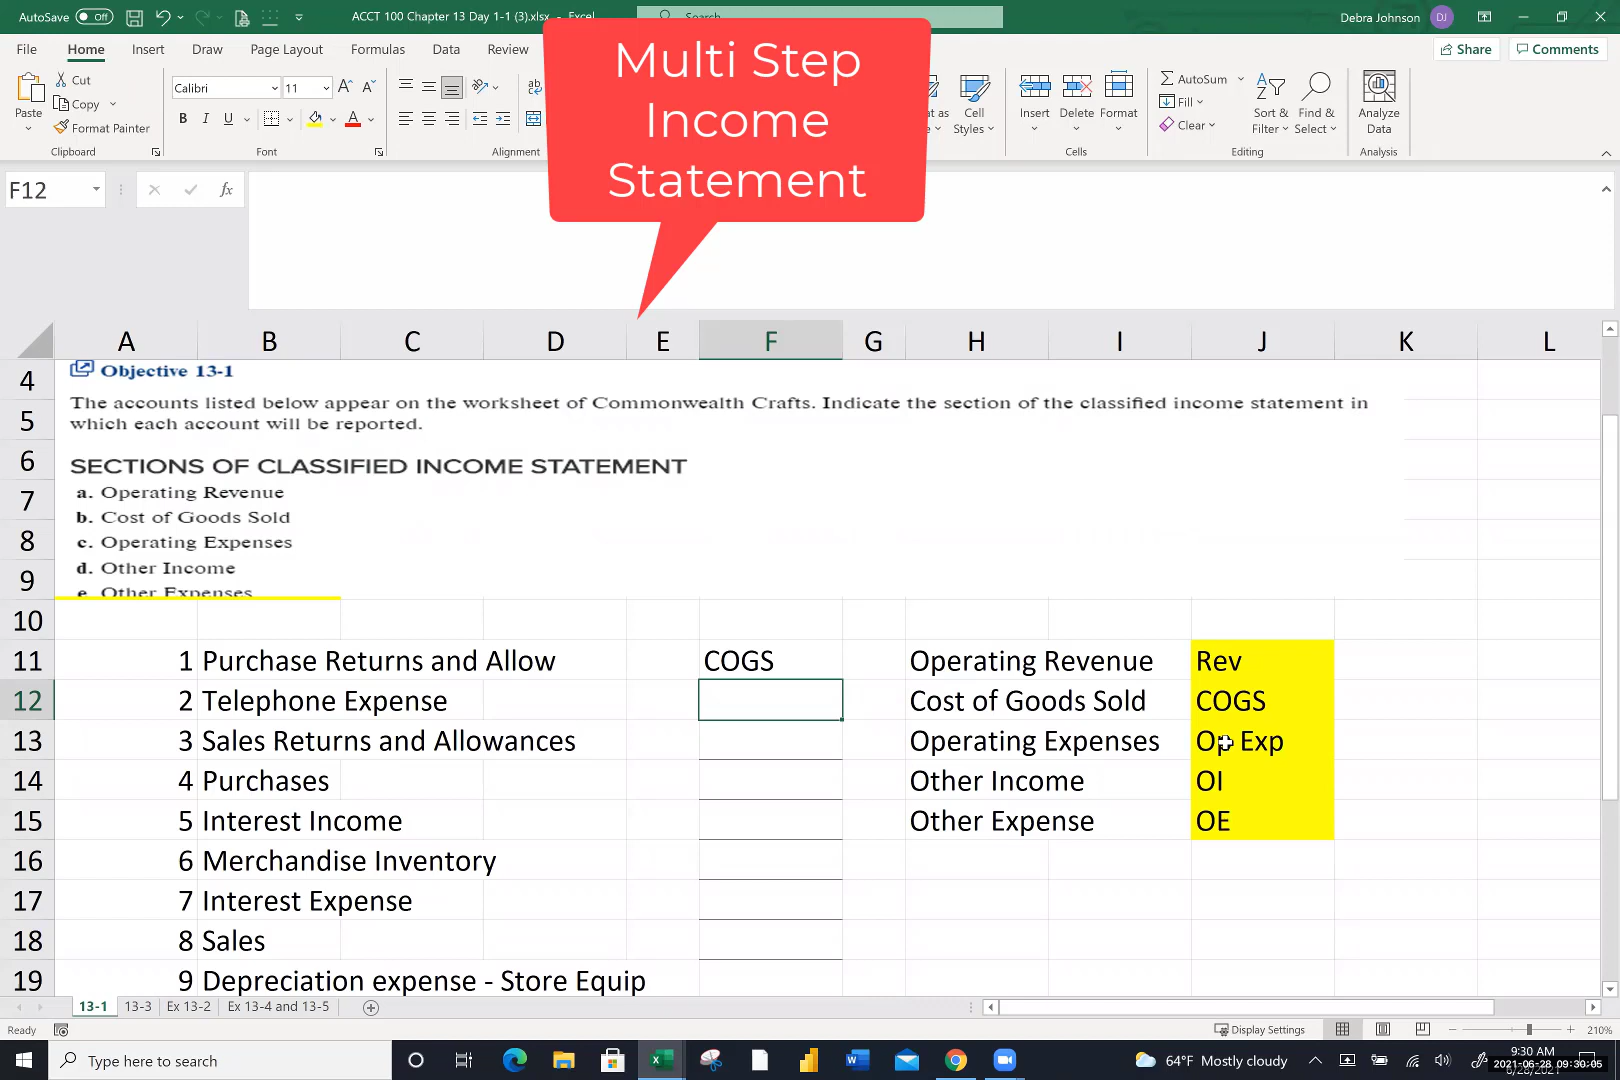 AutoSave Off
ACCT 100 Chapter 13 Day 1-1 (3).xlsx - Excel
Search
Debra Johnson DJ
File Home Insert Draw Page Layout Formulas Data Review
Share Comments
Multi Step
Income
Statement
Paste
Cut
Copy
Format Painter
Clipboard
Calibri 11
B I U
Font
Alignment
Cell
Styles
Insert Delete Format
Cells
AutoSum
Fill
Clear
Sort &
Filter
Find &
Select
Editing
Analyze
Data
Analysis
F12 fx
A B C D E F G H I J K L
4 Objective 13-1
5 The accounts listed below appear on the worksheet of Commonwealth Crafts. Indicate the section of the classified income statement in
which each account will be reported.
6 SECTIONS OF CLASSIFIED INCOME STATEMENT
7 a. Operating Revenue
b. Cost of Goods Sold
8 c. Operating Expenses
d. Other Income
9 e. Other Expenses
10
11 1 Purchase Returns and Allow COGS Operating Revenue Rev
12 2 Telephone Expense Cost of Goods Sold COGS
13 3 Sales Returns and Allowances Operating Expenses Op Exp
14 4 Purchases Other Income OI
15 5 Interest Income Other Expense OE
16 6 Merchandise Inventory
17 7 Interest Expense
18 8 Sales
19 9 Depreciation expense - Store Equip
13-1 13-3 Ex 13-2 Ex 13-4 and 13-5
Ready Display Settings 210%
Type here to search
64°F Mostly cloudy
9:30 AM
2021-06-28 09:30:05